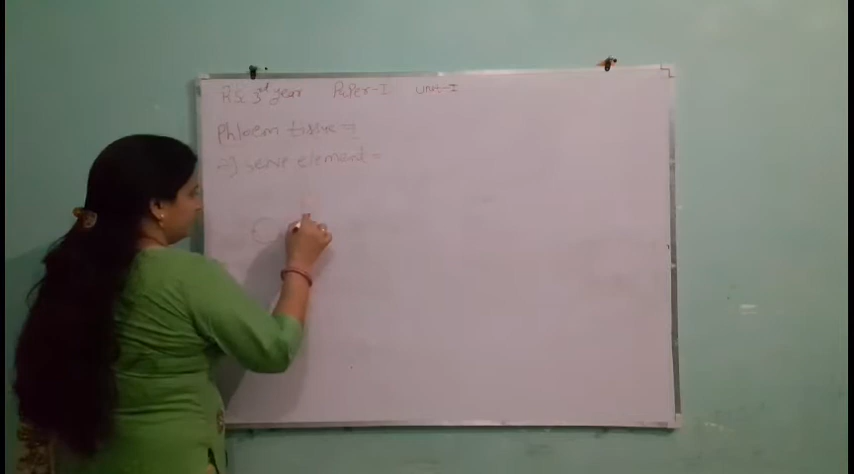 B.Sc 3rd year Paper-I Unit-I
Phloem tissue =
sieve element =